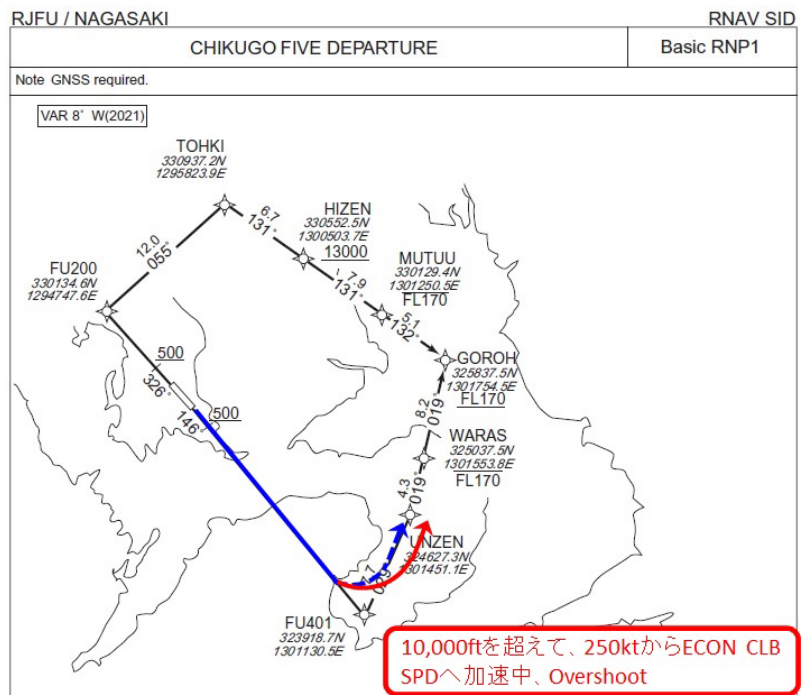 RJFU / NAGASAKI
RNAV SID
CHIKUGO FIVE DEPARTURE
Basic RNP1
Note GNSS required.
VAR 8° W(2021)
TOHKI
330937.2N
1295823.9E
6.7
131°
HIZEN
330552.5N
1300503.7E
13000
12.0
055°
FU200
330134.6N
1294747.6E
7.9
131°
MUTUU
330129.4N
1301250.5E
FL170
5.1
132°
GOROH
325837.5N
1301754.5E
FL170
500
326°
146°
500
8.2
019°
WARAS
325037.5N
1301553.8E
FL170
4.3
019°
UNZEN
324627.3N
1301451.1E
FU401
323918.7N
1301130.5E
10,000ftを超えて、250ktからECON CLB
SPDへ加速中、Overshoot